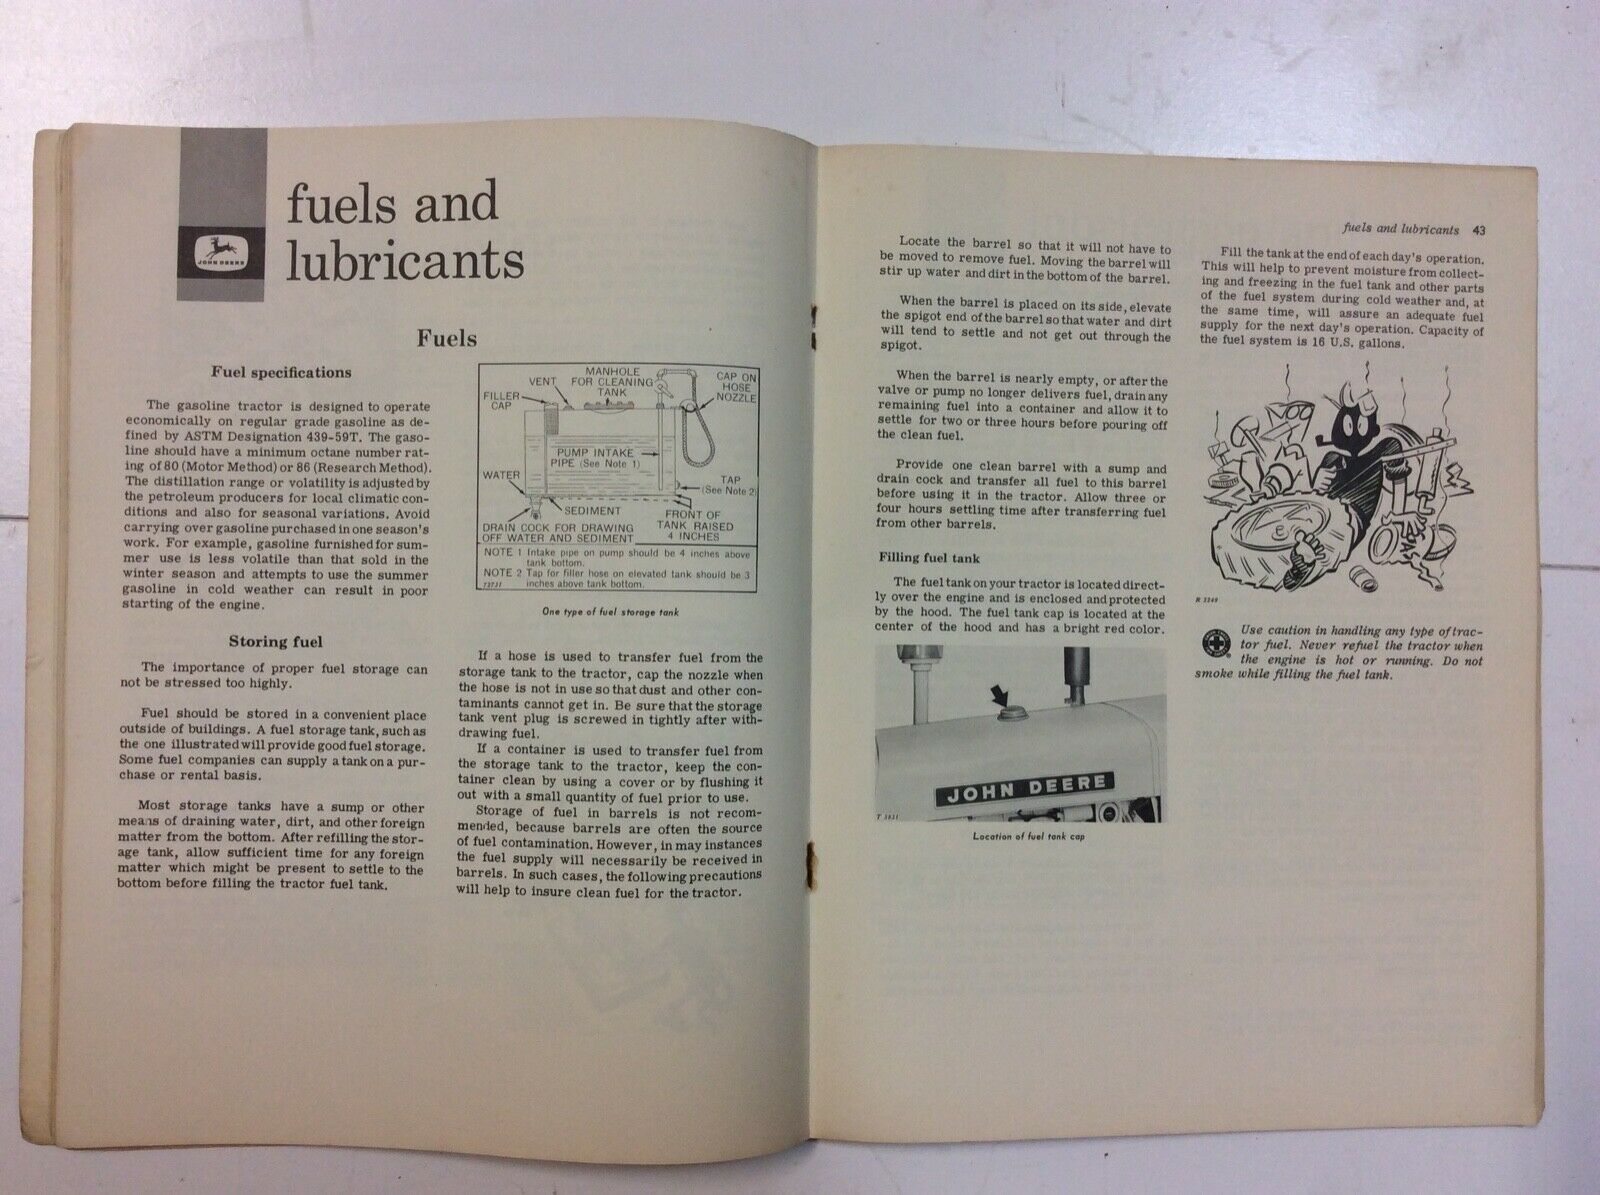 JOHN DEERE
fuels and
lubricants
Fuels
Fuel specifications
The gasoline tractor is designed to operate
economically on regular grade gasoline as de-
fined by ASTM Designation 439-59T. The gaso-
line should have a minimum octane number rat-
ing of 80 (Motor Method) or 86 (Research Method).
The distillation range or volatility is adjusted by
the petroleum producers for local climatic con-
ditions and also for seasonal variations. Avoid
carrying over gasoline purchased in one season's
work. For example, gasoline furnished for sum-
mer use is less volatile than that sold in the
winter season and attempts to use the summer
gasoline in cold weather can result in poor
starting of the engine.
Storing fuel
The importance of proper fuel storage can
not be stressed too highly.
Fuel should be stored in a convenient place
outside of buildings. A fuel storage tank, such as
the one illustrated will provide good fuel storage.
Some fuel companies can supply a tank on a pur-
chase or rental basis.
Most storage tanks have a sump or other
means of draining water, dirt, and other foreign
matter from the bottom. After refilling the stor-
age tank, allow sufficient time for any foreign
matter which might be present to settle to the
bottom before filling the tractor fuel tank.
FILLER
CAP
VENT
MANHOLE
FOR CLEANING
TANK
CAP ON
HOSE
NOZZLE
PUMP INTAKE
PIPE (See Note 1)
WATER
TAP
(See Note 2)
SEDIMENT
DRAIN COCK FOR DRAWING
OFF WATER AND SEDIMENT
FRONT OF
TANK RAISED
4 INCHES
NOTE 1 Intake pipe on pump should be 4 inches above
tank bottom.
NOTE 2 Tap for filler hose on elevated tank should be 3
inches above tank bottom.
One type of fuel storage tank
If a hose is used to transfer fuel from the
storage tank to the tractor, cap the nozzle when
the hose is not in use so that dust and other con-
taminants cannot get in. Be sure that the storage
tank vent plug is screwed in tightly after with-
drawing fuel.
If a container is used to transfer fuel from
the storage tank to the tractor, keep the con-
tainer clean by using a cover or by flushing it
out with a small quantity of fuel prior to use.
Storage of fuel in barrels is not recom-
mended, because barrels are often the source
of fuel contamination. However, in may instances
the fuel supply will necessarily be received in
barrels. In such cases, the following precautions
will help to insure clean fuel for the tractor.
fuels and lubricants 43
Locate the barrel so that it will not have to
be moved to remove fuel. Moving the barrel will
stir up water and dirt in the bottom of the barrel.
When the barrel is placed on its side, elevate
the spigot end of the barrel so that water and dirt
will tend to settle and not get out through the
spigot.
When the barrel is nearly empty, or after the
valve or pump no longer delivers fuel, drain any
remaining fuel into a container and allow it to
settle for two or three hours before pouring off
the clean fuel.
Provide one clean barrel with a sump and
drain cock and transfer all fuel to this barrel
before using it in the tractor. Allow three or
four hours settling time after transferring fuel
from other barrels.
Filling fuel tank
The fuel tank on your tractor is located direct-
ly over the engine and is enclosed and protected
by the hood. The fuel tank cap is located at the
center of the hood and has a bright red color.
JOHN DEERE
Location of fuel tank cap
Fill the tank at the end of each day's operation.
This will help to prevent moisture from collect-
ing and freezing in the fuel tank and other parts
of the fuel system during cold weather and, at
the same time, will assure an adequate fuel
supply for the next day's operation. Capacity of
the fuel system is 16 U.S. gallons.
GAS
Use caution in handling any type of trac-
tor fuel. Never refuel the tractor when
the engine is hot or running. Do not
smoke while filling the fuel tank.